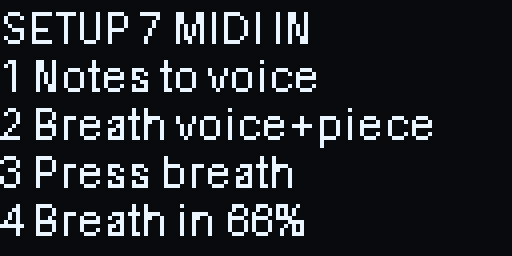 SETUP 7 MIDI IN
1 Notes to voice
2 Breath voice+piece
3 Press breath
4 Breath in 66%